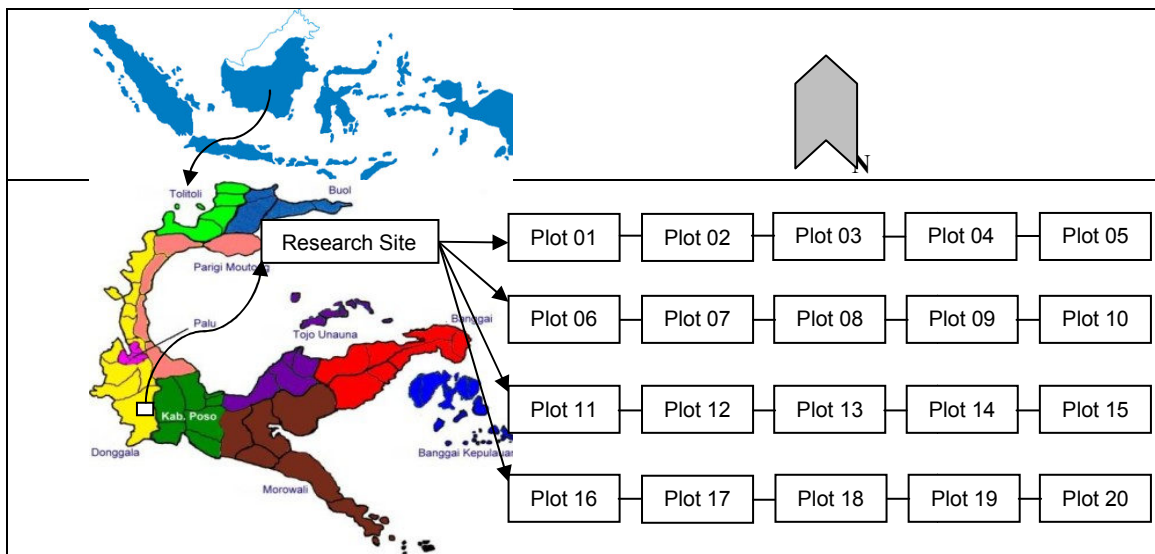 N
Tolitoli
Buol
Research Site
Parigi Moutong
Palu
Tojo Unauna
Banggai
Kab. Poso
Donggala
Banggai Kepulauan
Morowali
Plot 01 Plot 02 Plot 03 Plot 04 Plot 05
Plot 06 Plot 07 Plot 08 Plot 09 Plot 10
Plot 11 Plot 12 Plot 13 Plot 14 Plot 15
Plot 16 Plot 17 Plot 18 Plot 19 Plot 20